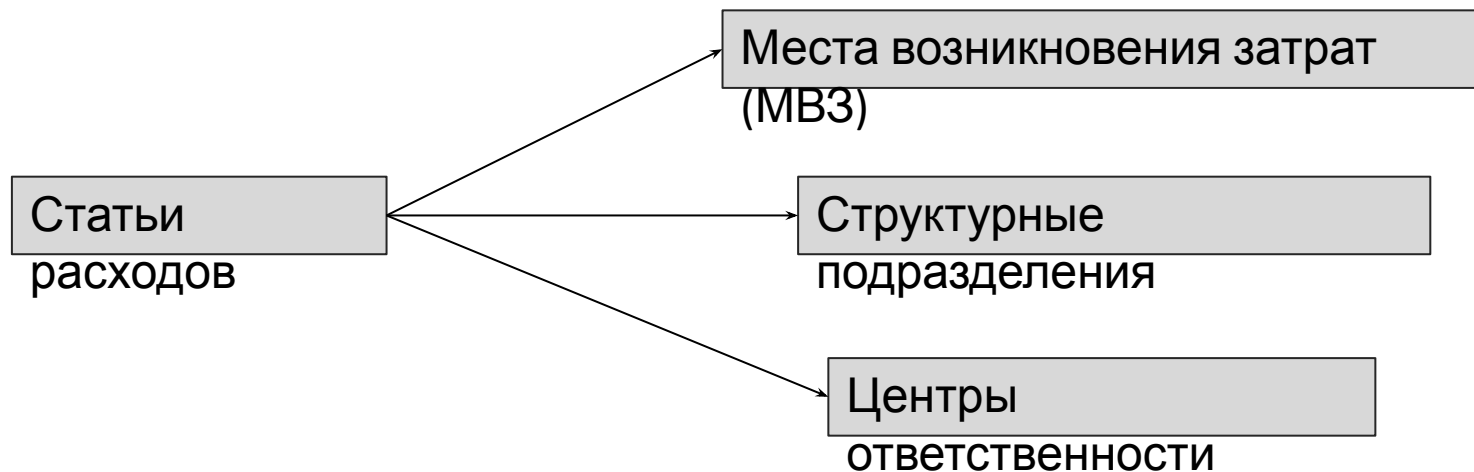 Места возникновения затрат
(МВЗ)
Статьи
расходов
Структурные
подразделения
Центры
ответственности